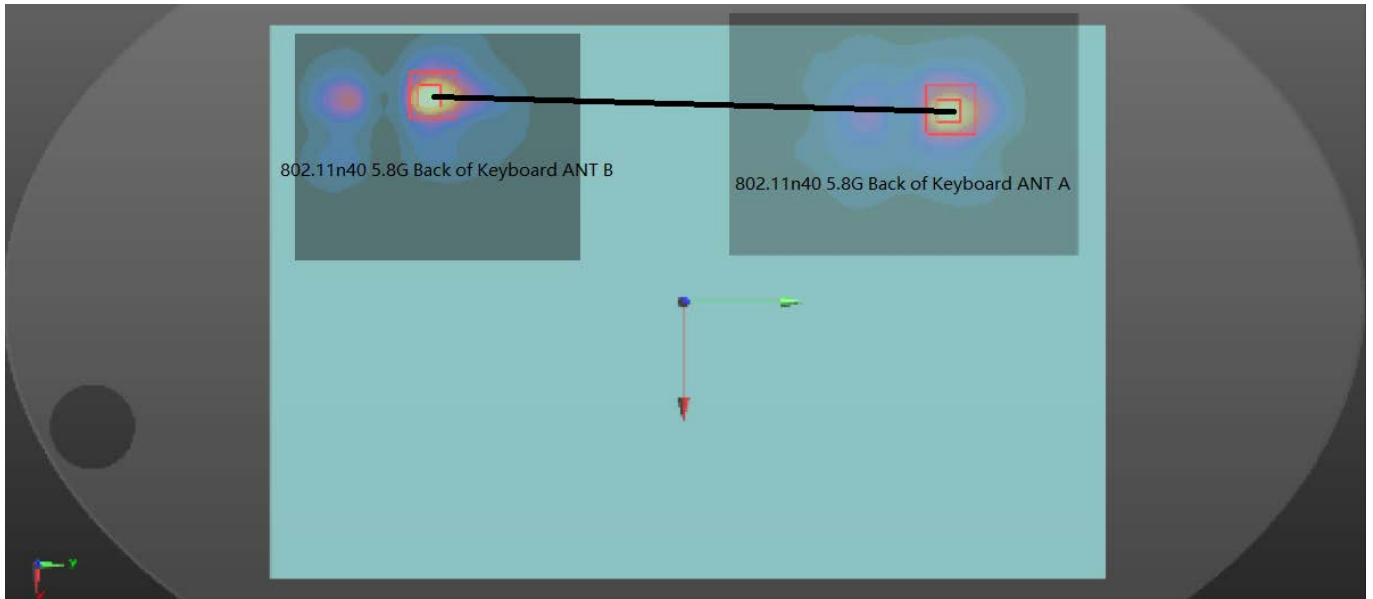 802.11n40 5.8G Back of Keyboard ANT B
802.11n40 5.8G Back of Keyboard ANT A
Y
X